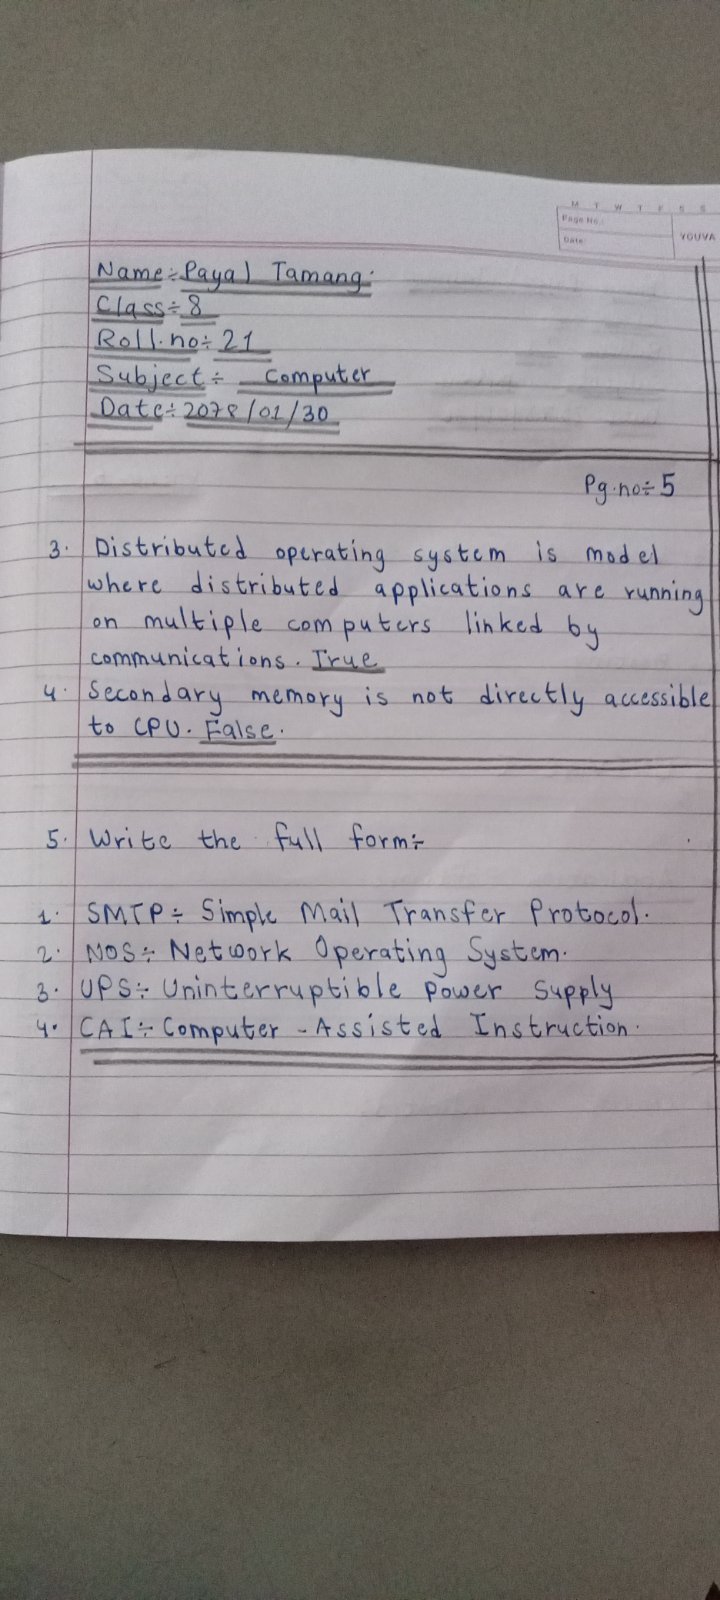 M T W T F S S
Page No.:
Date:
YOUVA
Name÷ Payal Tamang.
Class÷ 8
Roll.no÷ 21
Subject÷ Computer
Date÷ 2078/01/30
Pg.no÷ 5
3. Distributed operating system is model
where distributed applications are running
on multiple computers linked by
communications. True
4. Secondary memory is not directly accessible
to CPU. False.
5. Write the full form÷
1. SMTP÷ Simple Mail Transfer Protocol.
2. NOS÷ Network Operating System.
3. UPS÷ Uninterruptible Power Supply
4. CAI÷ Computer - Assisted Instruction.